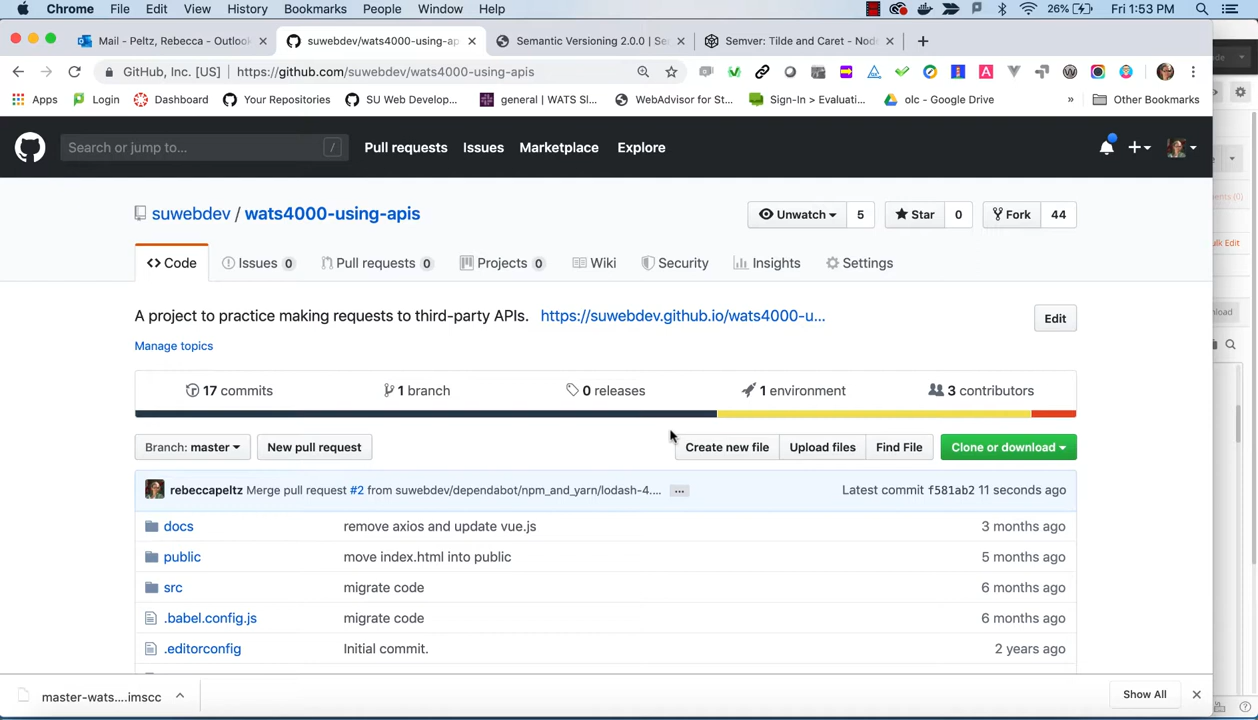 Chrome File Edit View History Bookmarks People Window Help 26% Fri 1:53 PM
Mail - Peltz, Rebecca - Outlook suwebdev/wats4000-using-ap Semantic Versioning 2.0.0 | Se Semver: Tilde and Caret - Node
GitHub, Inc. [US] https://github.com/suwebdev/wats4000-using-apis
Apps Login Dashboard Your Repositories SU Web Develop... general | WATS Sl... WebAdvisor for St... Sign-In > Evaluati... olc - Google Drive » Other Bookmarks
Search or jump to... / Pull requests Issues Marketplace Explore
suwebdev / wats4000-using-apis Unwatch 5 Star 0 Fork 44
Code Issues 0 Pull requests 0 Projects 0 Wiki Security Insights Settings
ulk Edit
A project to practice making requests to third-party APIs. https://suwebdev.github.io/wats4000-u... Edit
Manage topics
17 commits 1 branch 0 releases 1 environment 3 contributors
Branch: master New pull request Create new file Upload files Find File Clone or download
rebeccapeltz Merge pull request #2 from suwebdev/dependabot/npm_and_yarn/lodash-4.... ... Latest commit f581ab2 11 seconds ago
docs remove axios and update vue.js 3 months ago
public move index.html into public 5 months ago
src migrate code 6 months ago
.babel.config.js migrate code 6 months ago
.editorconfig Initial commit. 2 years ago
master-wats....imscc Show All